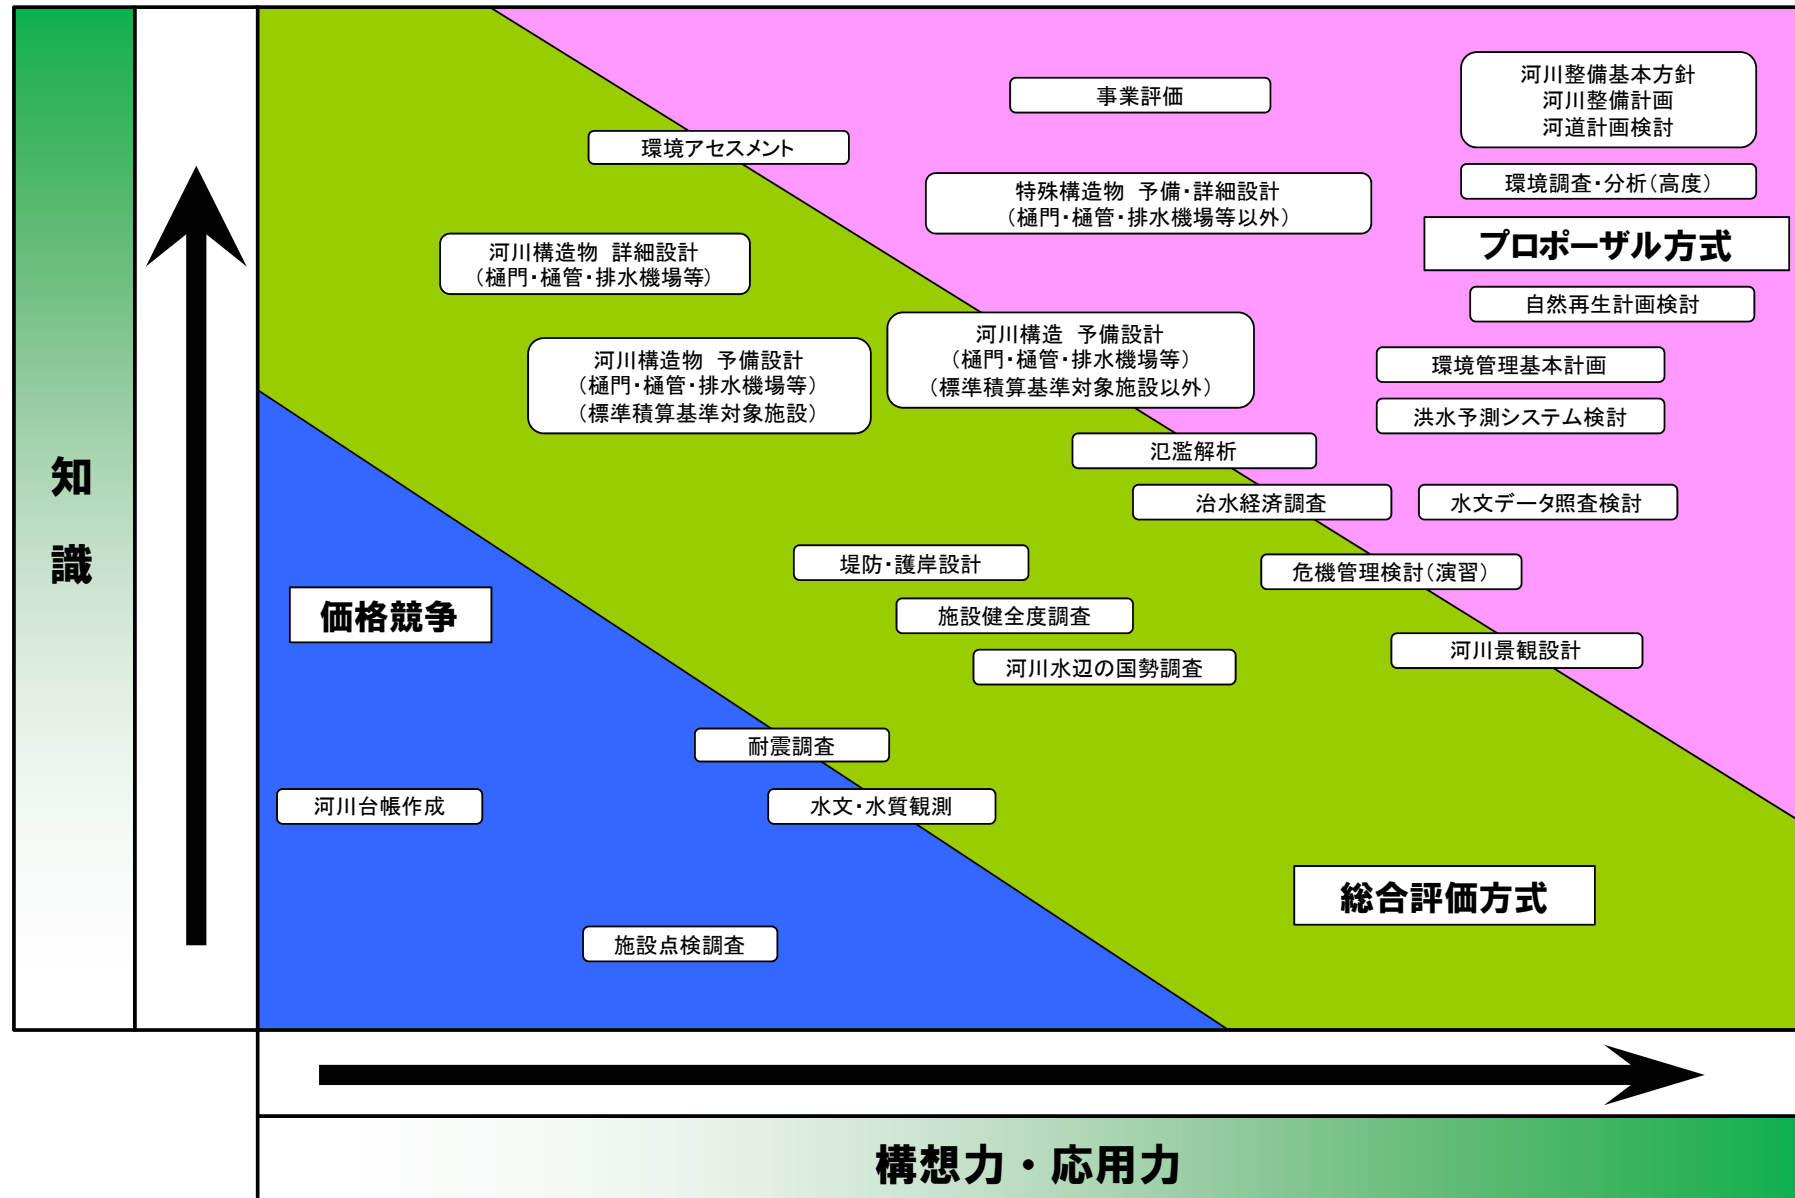 事業評価
河川整備基本方針
河川整備計画
河道計画検討
環境アセスメント
環境調査・分析(高度)
特殊構造物 予備・詳細設計
(樋門・樋管・排水機場等以外)
プロポーザル方式
河川構造物 詳細設計
(樋門・樋管・排水機場等)
自然再生計画検討
河川構造物 予備設計
(樋門・樋管・排水機場等)
(標準積算基準対象施設)
河川構造 予備設計
(樋門・樋管・排水機場等)
(標準積算基準対象施設以外)
環境管理基本計画
洪水予測システム検討
氾濫解析
治水経済調査
水文データ照査検討
知
識
堤防・護岸設計
危機管理検討(演習)
価格競争
施設健全度調査
河川水辺の国勢調査
河川景観設計
耐震調査
河川台帳作成
水文・水質観測
総合評価方式
施設点検調査
構想力・応用力